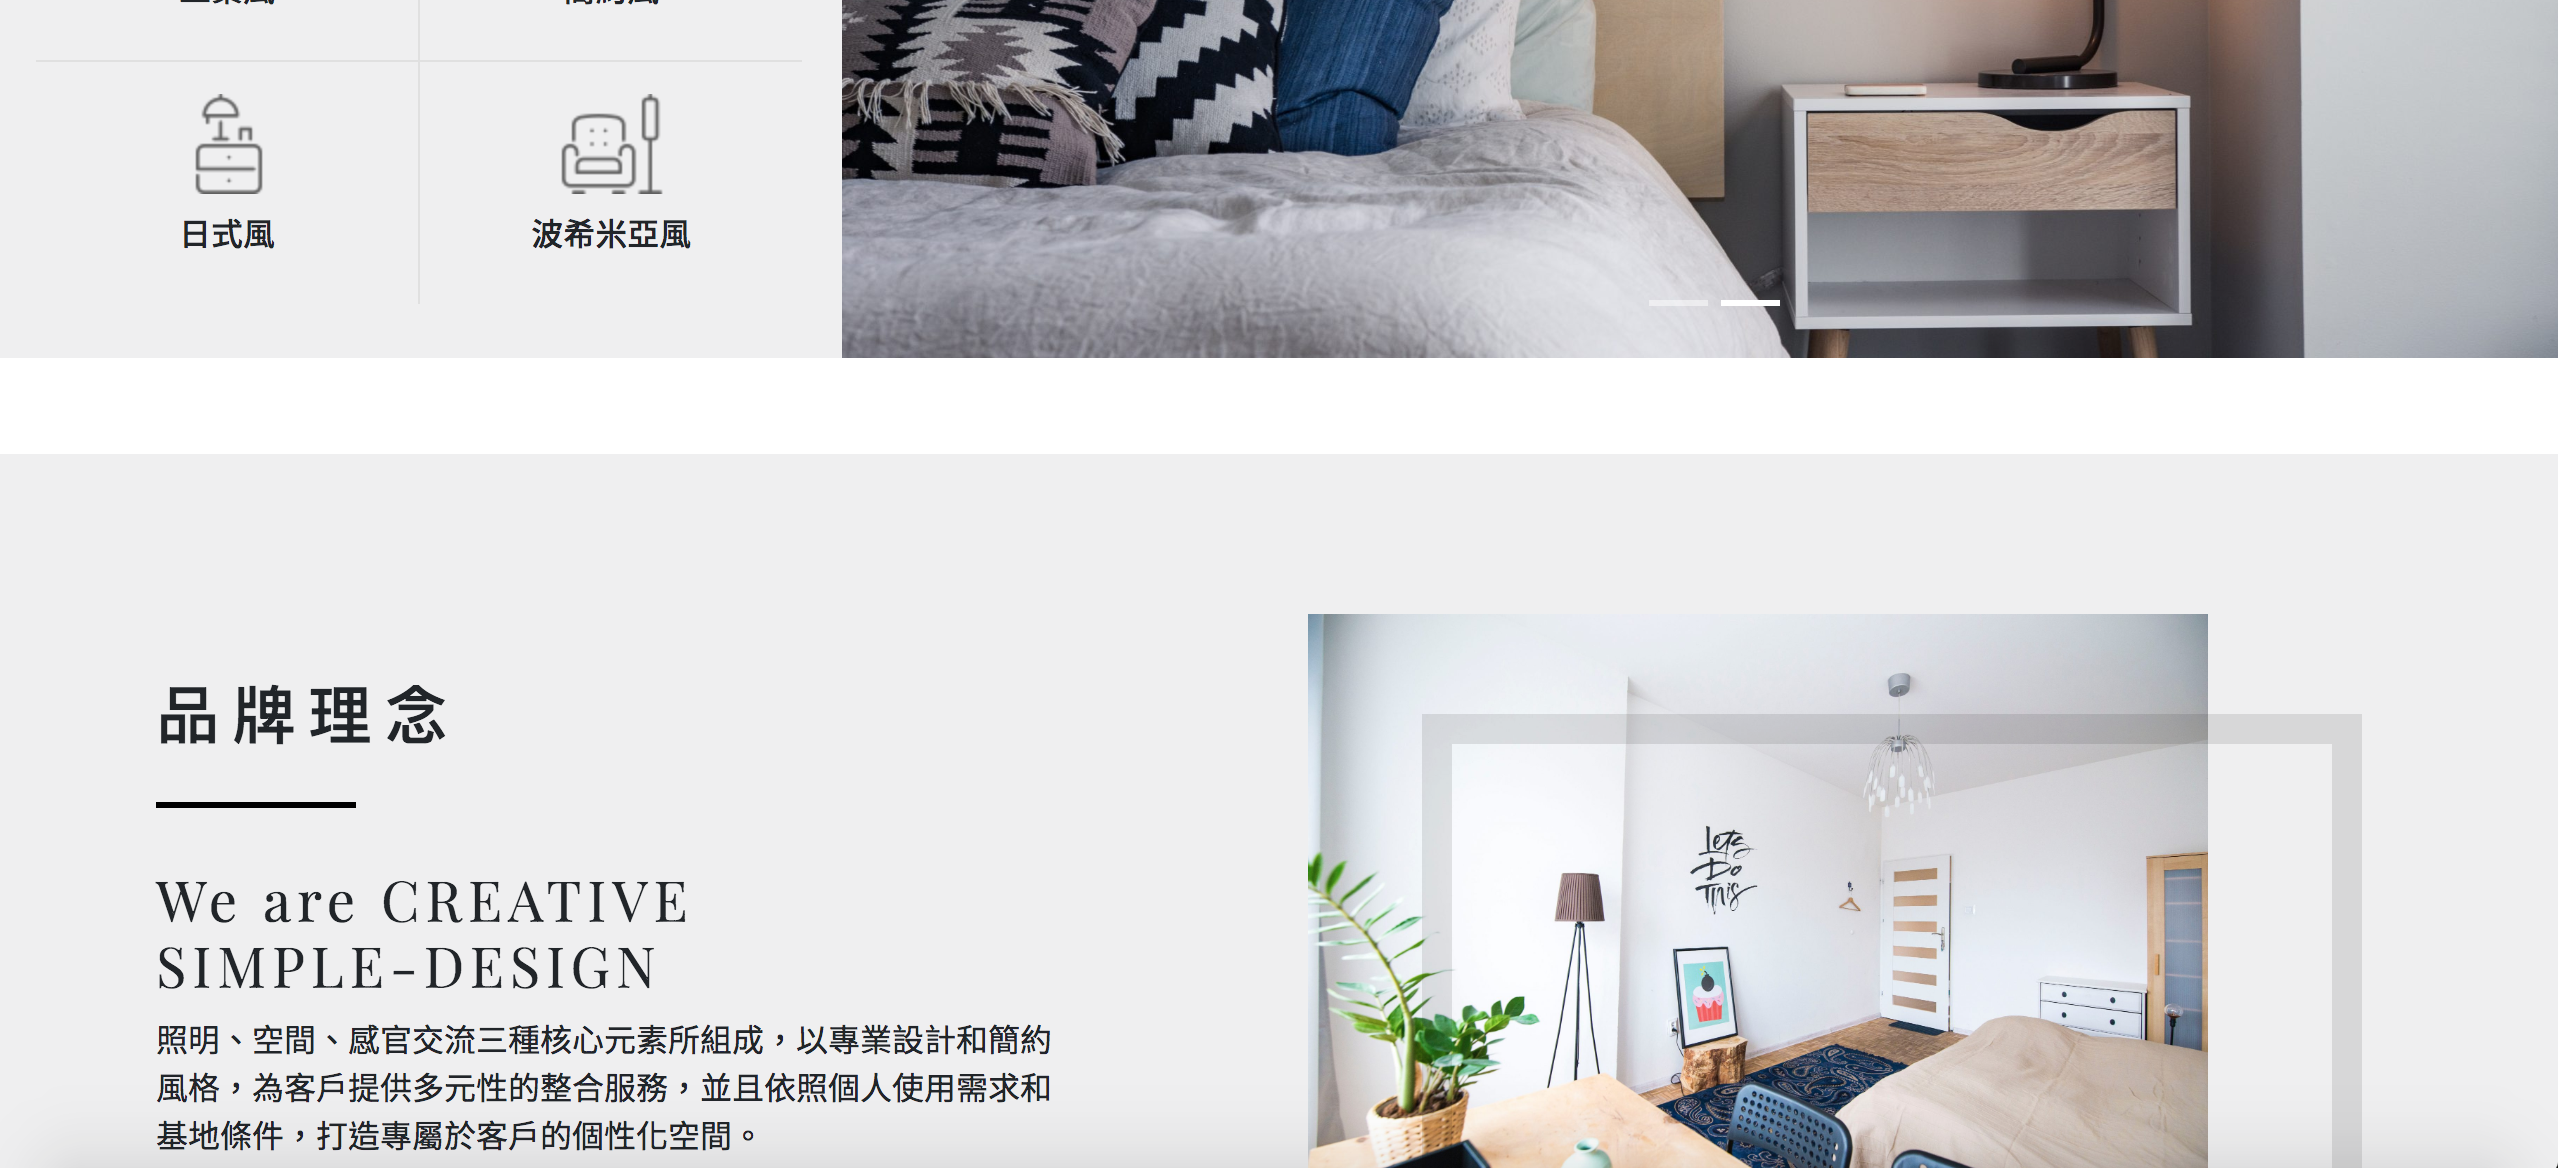 日式風
波希米亞風
品牌理念
We are CREATIVE
SIMPLE-DESIGN
照明、空間、感官交流三種核心元素所組成，以專業設計和簡約
風格，為客戶提供多元性的整合服務，並且依照個人使用需求和
基地條件，打造專屬於客戶的個性化空間。
Let's
Do
This